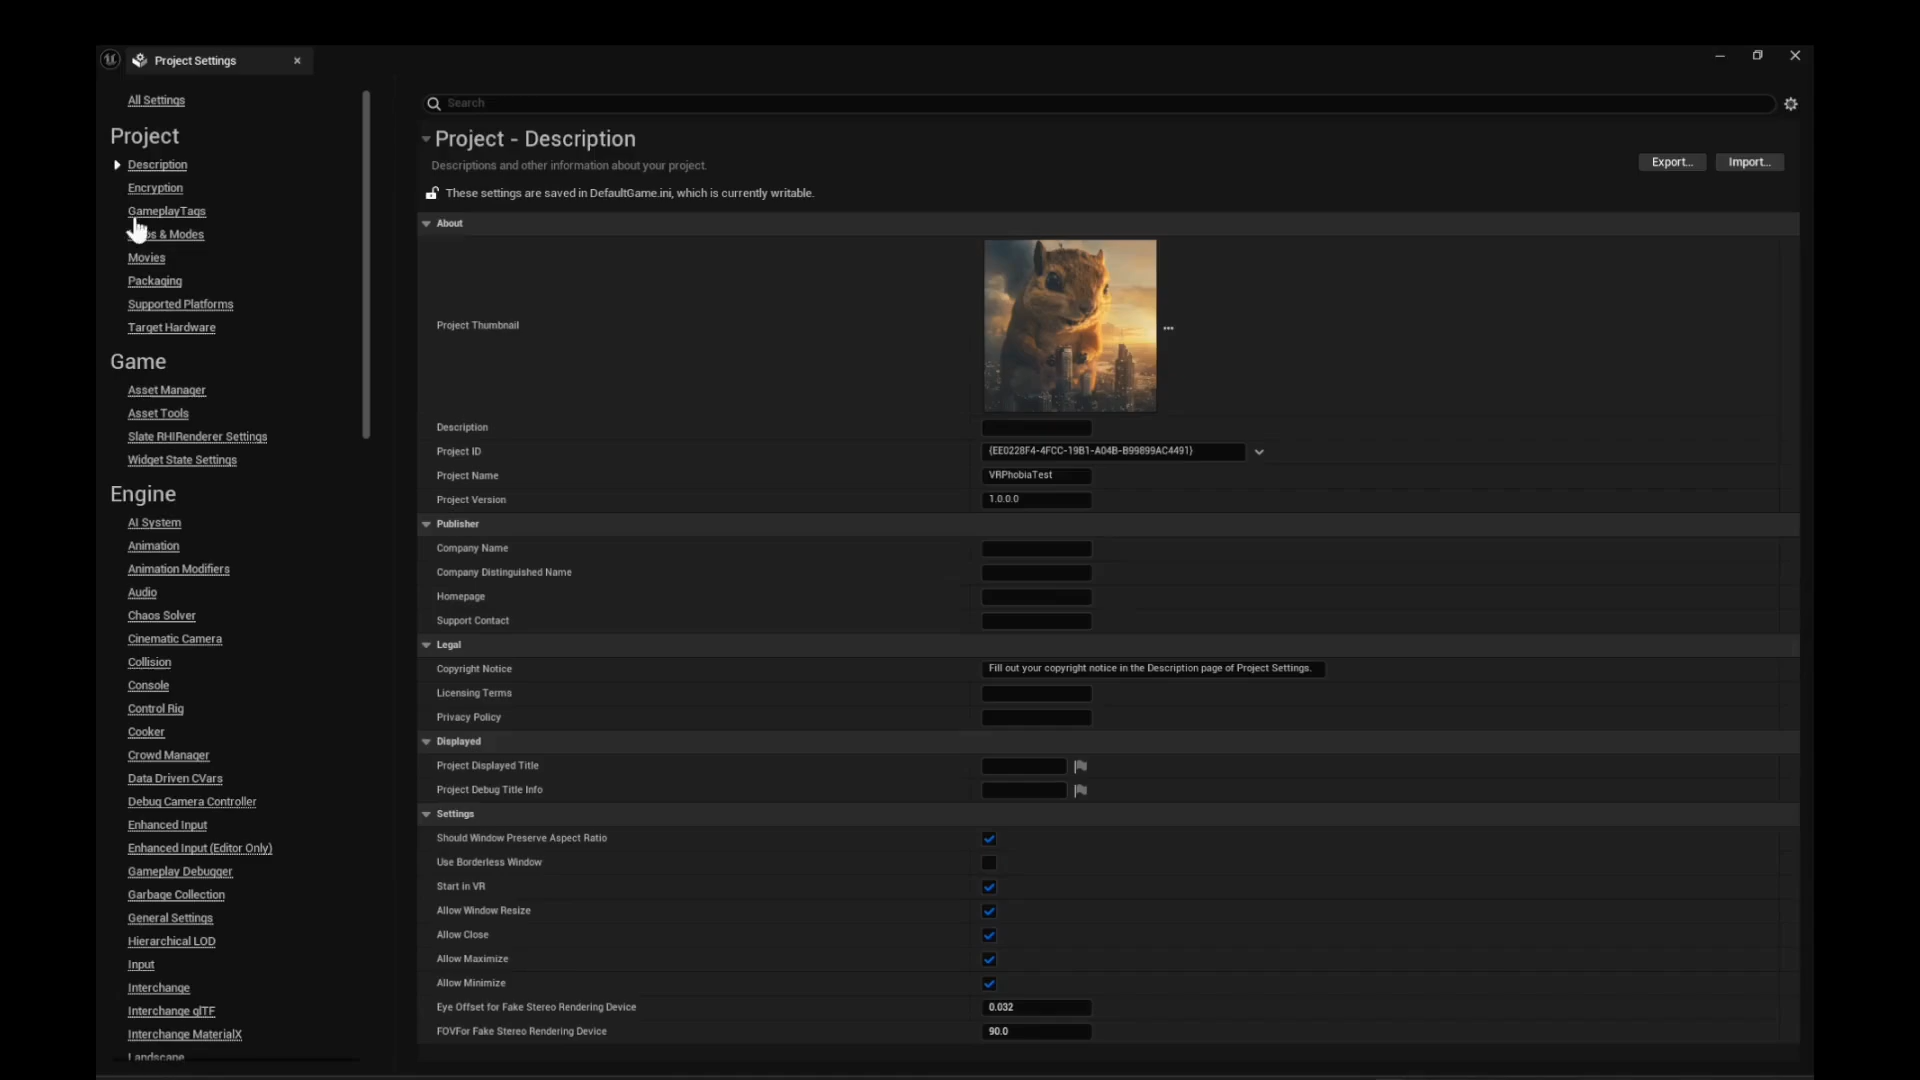 Project Settings
All Settings
Project
Description
Encryption
GameplayTags
& Modes
Movies
Packaging
Supported Platforms
Target Hardware
Game
Asset Manager
Asset Tools
Slate RHIRenderer Settings
Widget State Settings
Engine
AI System
Animation
Animation Modifiers
Audio
Chaos Solver
Cinematic Camera
Collision
Console
Control Rig
Cooker
Crowd Manager
Data Driven CVars
Debug Camera Controller
Enhanced Input
Enhanced Input (Editor Only)
Gameplay Debugger
Garbage Collection
General Settings
Hierarchical LOD
Input
Interchange
Interchange glTF
Interchange MaterialX
Landscape
Search
Project - Description
Descriptions and other information about your project.
Export... Import...
These settings are saved in DefaultGame.ini, which is currently writable.
About
Project Thumbnail
Description
Project ID {EE0228F4-4FCC-19B1-A04B-B99899AC4491}
Project Name VRPhobiaTest
Project Version 1.0.0.0
Publisher
Company Name
Company Distinguished Name
Homepage
Support Contact
Legal
Copyright Notice Fill out your copyright notice in the Description page of Project Settings.
Licensing Terms
Privacy Policy
Displayed
Project Displayed Title
Project Debug Title Info
Settings
Should Window Preserve Aspect Ratio
Use Borderless Window
Start in VR
Allow Window Resize
Allow Close
Allow Maximize
Allow Minimize
Eye Offset for Fake Stereo Rendering Device 0.032
FOVFor Fake Stereo Rendering Device 90.0